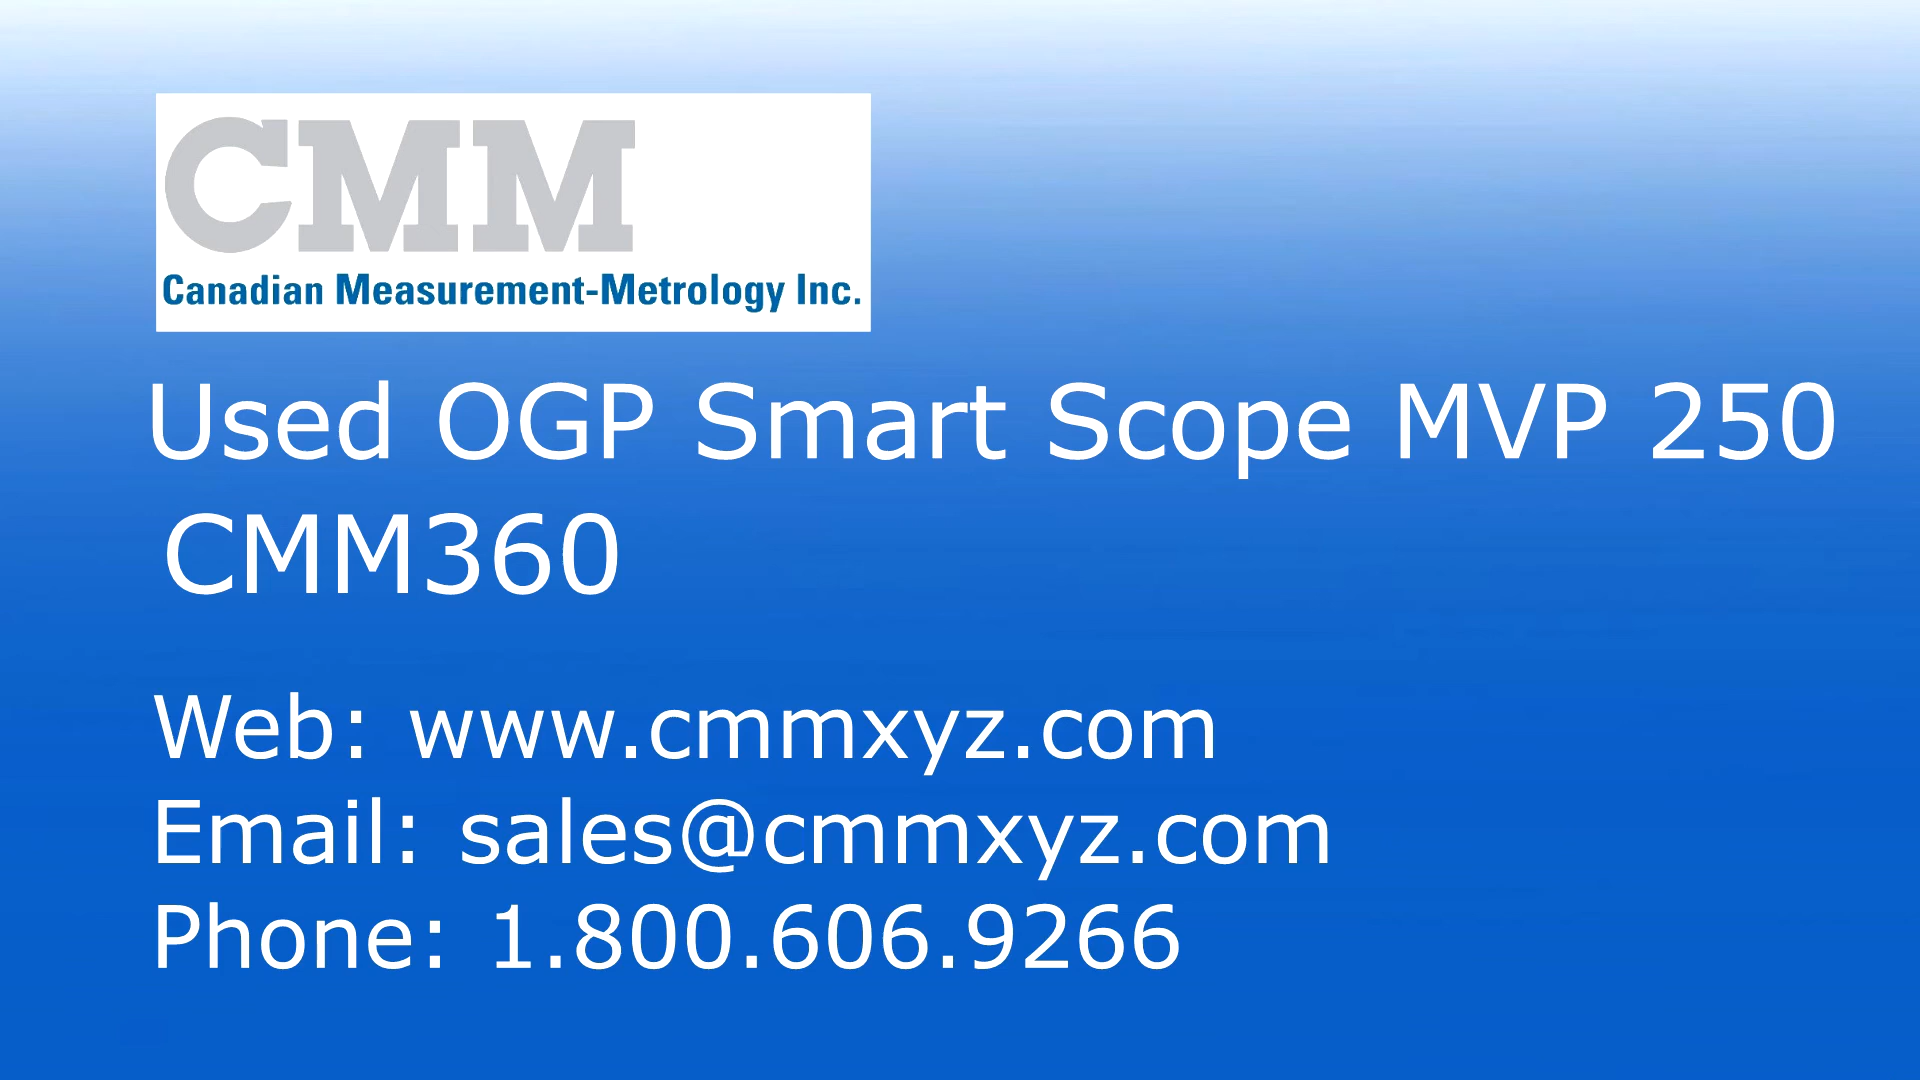 CMM
Canadian Measurement-Metrology Inc.
Used OGP Smart Scope MVP 250
CMM360
Web: www.cmmxyz.com
Email: sales@cmmxyz.com
Phone: 1.800.606.9266